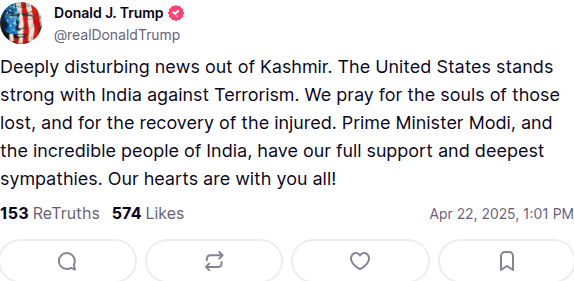 Donald J. Trump
@realDonaldTrump
Deeply disturbing news out of Kashmir. The United States stands
strong with India against Terrorism. We pray for the souls of those
lost, and for the recovery of the injured. Prime Minister Modi, and
the incredible people of India, have our full support and deepest
sympathies. Our hearts are with you all!
153 ReTruths 574 Likes Apr 22, 2025, 1:01 PM